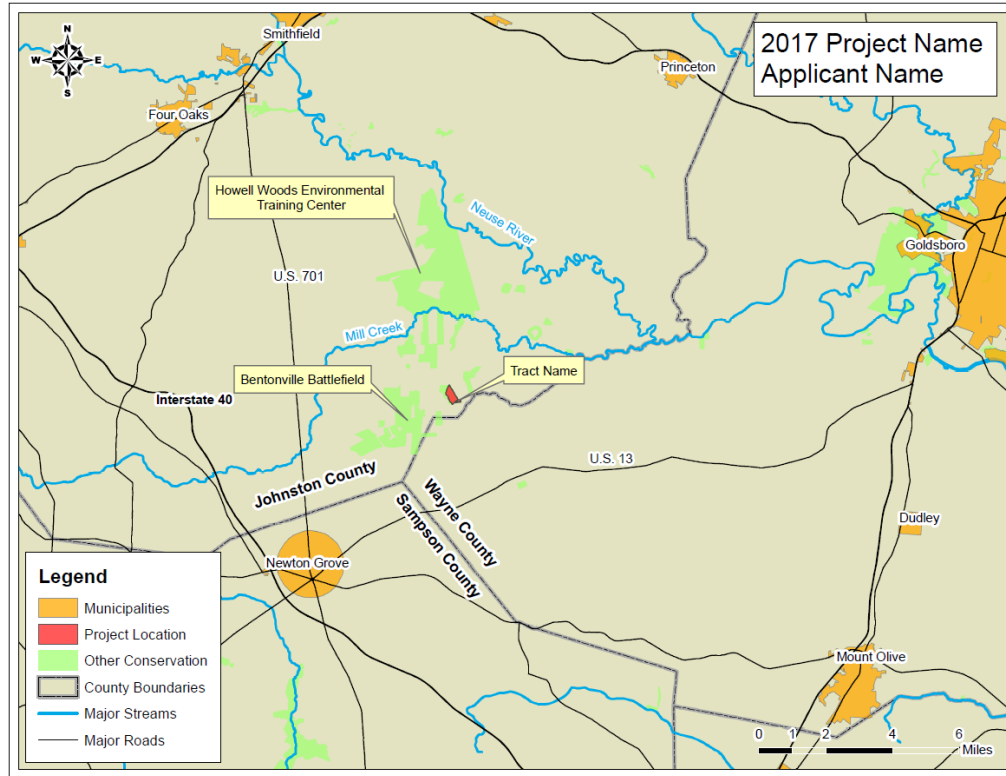 N
W E
S
Smithfield
2017 Project Name
Applicant Name
Princeton
Four Oaks
Howell Woods Environmental
Training Center
Neuse River
Goldsboro
U.S. 701
Mill Creek
Tract Name
Bentonville Battlefield
Interstate 40
U.S. 13
Johnston County
Wayne County
Sampson County
Dudley
Newton Grove
Legend
Municipalities
Project Location
Other Conservation
County Boundaries
Major Streams
Major Roads
Mount Olive
0 1 2 4 6
Miles